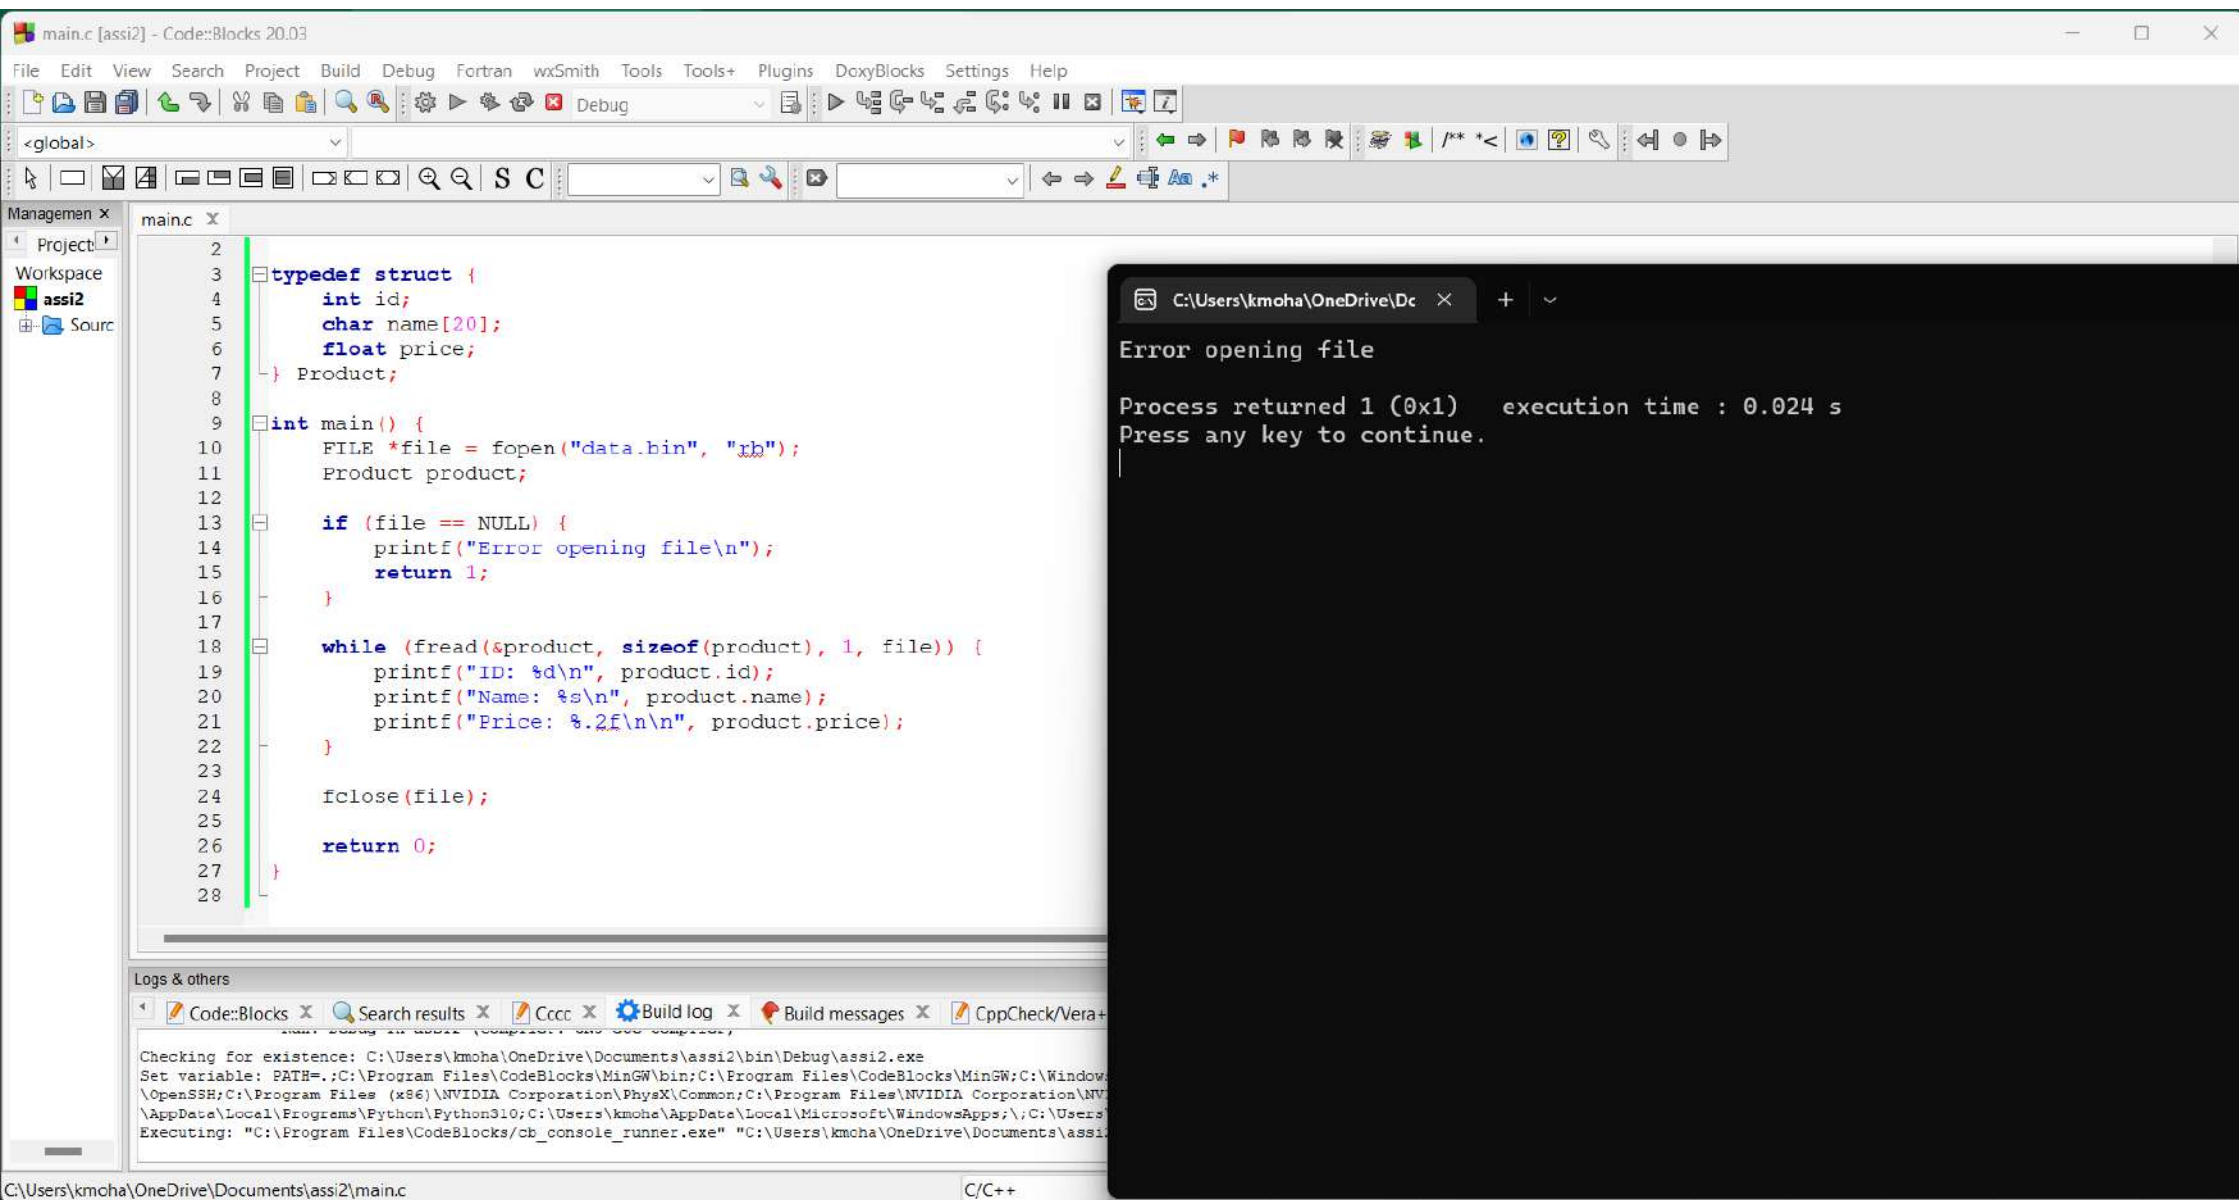 main.c [assi2] - Code::Blocks 20.03
File Edit View Search Project Build Debug Fortran wxSmith Tools Tools+ Plugins DoxyBlocks Settings Help
Debug
<global>
/** *<
S C
Aa .*
Managemen
Project
Workspace
assi2
Sourc
main.c
2
3 typedef struct {
4 int id;
5 char name[20];
6 float price;
7 } Product;
8
9 int main() {
10 FILE *file = fopen("data.bin", "rb");
11 Product product;
12
13 if (file == NULL) {
14 printf("Error opening file\n");
15 return 1;
16 }
17
18 while (fread(&product, sizeof(product), 1, file)) {
19 printf("ID: %d\n", product.id);
20 printf("Name: %s\n", product.name);
21 printf("Price: %.2f\n\n", product.price);
22 }
23
24 fclose(file);
25
26 return 0;
27 }
28
C:\Users\kmoha\OneDrive\Dc
Error opening file
Process returned 1 (0x1) execution time : 0.024 s
Press any key to continue.
Logs & others
Code::Blocks Search results Cccc Build log Build messages CppCheck/Vera+
Checking for existence: C:\Users\kmoha\OneDrive\Documents\assi2\bin\Debug\assi2.exe
Set variable: PATH=.;C:\Program Files\CodeBlocks\MinGW\bin;C:\Program Files\CodeBlocks\MinGW;C:\Window
\OpenSSH;C:\Program Files (x86)\NVIDIA Corporation\PhysX\Common;C:\Program Files\NVIDIA Corporation\NV
\AppData\Local\Programs\Python\Python310;C:\Users\kmoha\AppData\Local\Microsoft\WindowsApps;\;C:\Users
Executing: "C:\Program Files\CodeBlocks/cb_console_runner.exe" "C:\Users\kmoha\OneDrive\Documents\assi
C:\Users\kmoha\OneDrive\Documents\assi2\main.c
C/C++